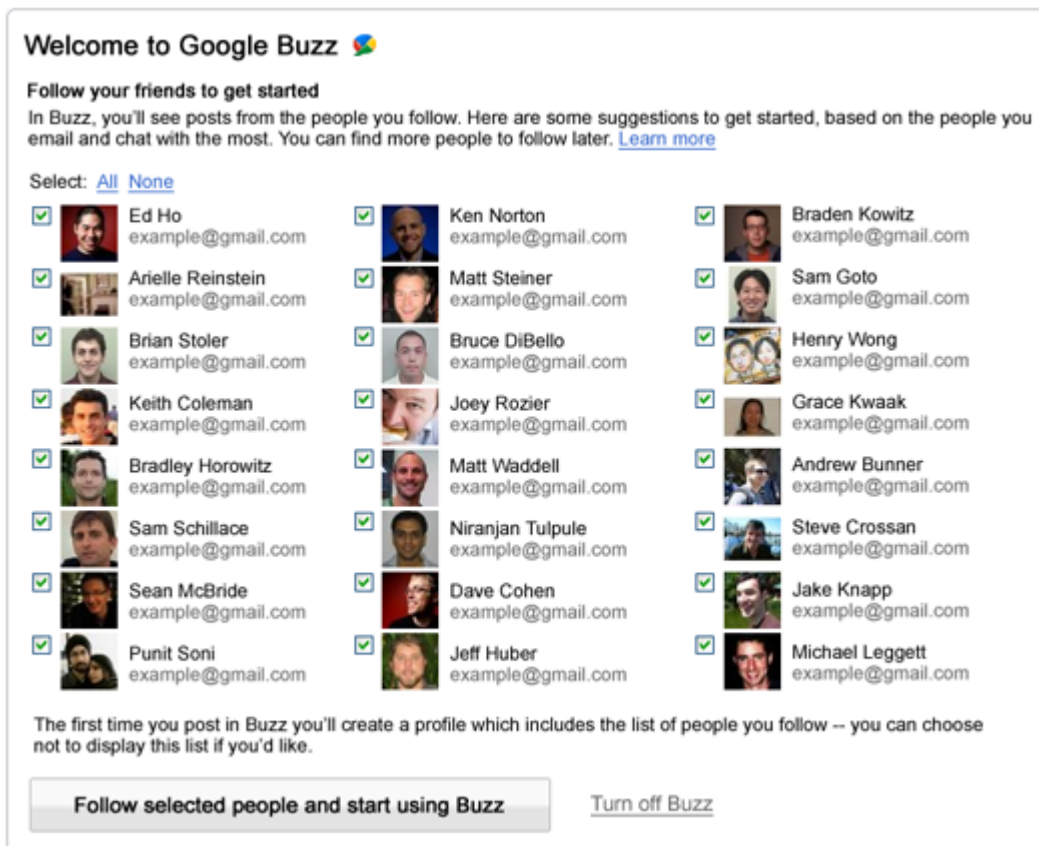 Welcome to Google Buzz
Follow your friends to get started
In Buzz, you'll see posts from the people you follow. Here are some suggestions to get started, based on the people you
email and chat with the most. You can find more people to follow later. Learn more
Select: All None
Ed Ho
example@gmail.com
Ken Norton
example@gmail.com
Braden Kowitz
example@gmail.com
Arielle Reinstein
example@gmail.com
Matt Steiner
example@gmail.com
Sam Goto
example@gmail.com
Brian Stoler
example@gmail.com
Bruce DiBello
example@gmail.com
Henry Wong
example@gmail.com
Keith Coleman
example@gmail.com
Joey Rozier
example@gmail.com
Grace Kwaak
example@gmail.com
Bradley Horowitz
example@gmail.com
Matt Waddell
example@gmail.com
Andrew Bunner
example@gmail.com
Sam Schillace
example@gmail.com
Niranjan Tulpule
example@gmail.com
Steve Crossan
example@gmail.com
Sean McBride
example@gmail.com
Dave Cohen
example@gmail.com
Jake Knapp
example@gmail.com
Punit Soni
example@gmail.com
Jeff Huber
example@gmail.com
Michael Leggett
example@gmail.com
The first time you post in Buzz you'll create a profile which includes the list of people you follow -- you can choose
not to display this list if you'd like.
Follow selected people and start using Buzz
Turn off Buzz